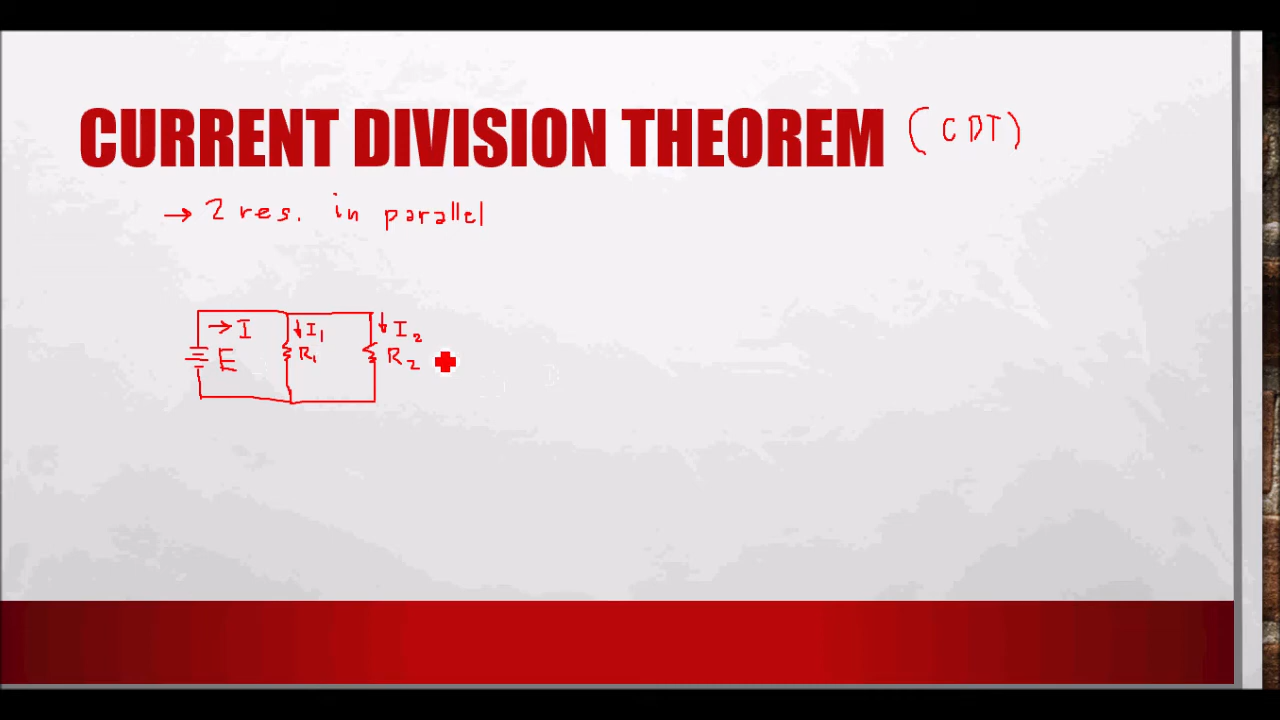 CURRENT DIVISION THEOREM (CDT)
→ 2 res. in parallel
→ I ↓ I₁ ↓ I₂
E R₁ R₂